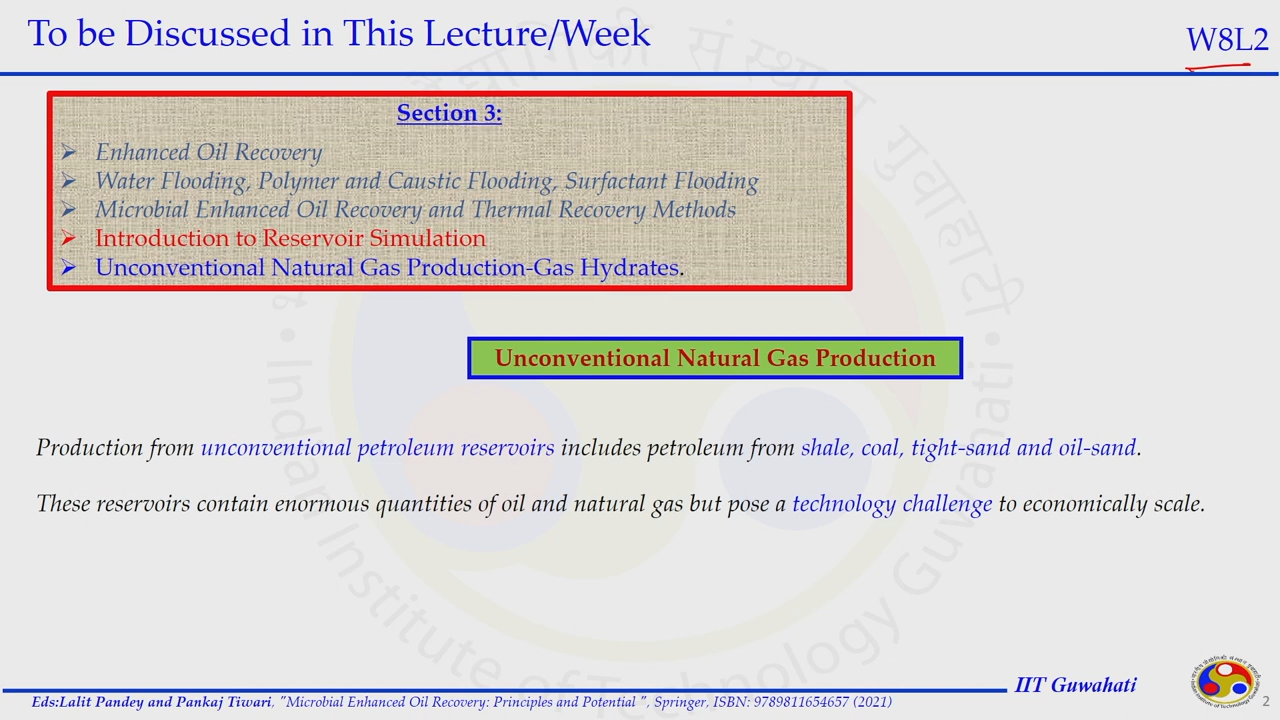 To be Discussed in This Lecture/Week
W8L2
Section 3:
➢ Enhanced Oil Recovery
➢ Water Flooding, Polymer and Caustic Flooding, Surfactant Flooding
➢ Microbial Enhanced Oil Recovery and Thermal Recovery Methods
➢ Introduction to Reservoir Simulation
➢ Unconventional Natural Gas Production-Gas Hydrates.
Unconventional Natural Gas Production
Production from unconventional petroleum reservoirs includes petroleum from shale, coal, tight-sand and oil-sand.
These reservoirs contain enormous quantities of oil and natural gas but pose a technology challenge to economically scale.
Indian Institute of Technology Guwahati
IIT Guwahati
Eds:Lalit Pandey and Pankaj Tiwari, "Microbial Enhanced Oil Recovery: Principles and Potential ", Springer, ISBN: 9789811654657 (2021)
2